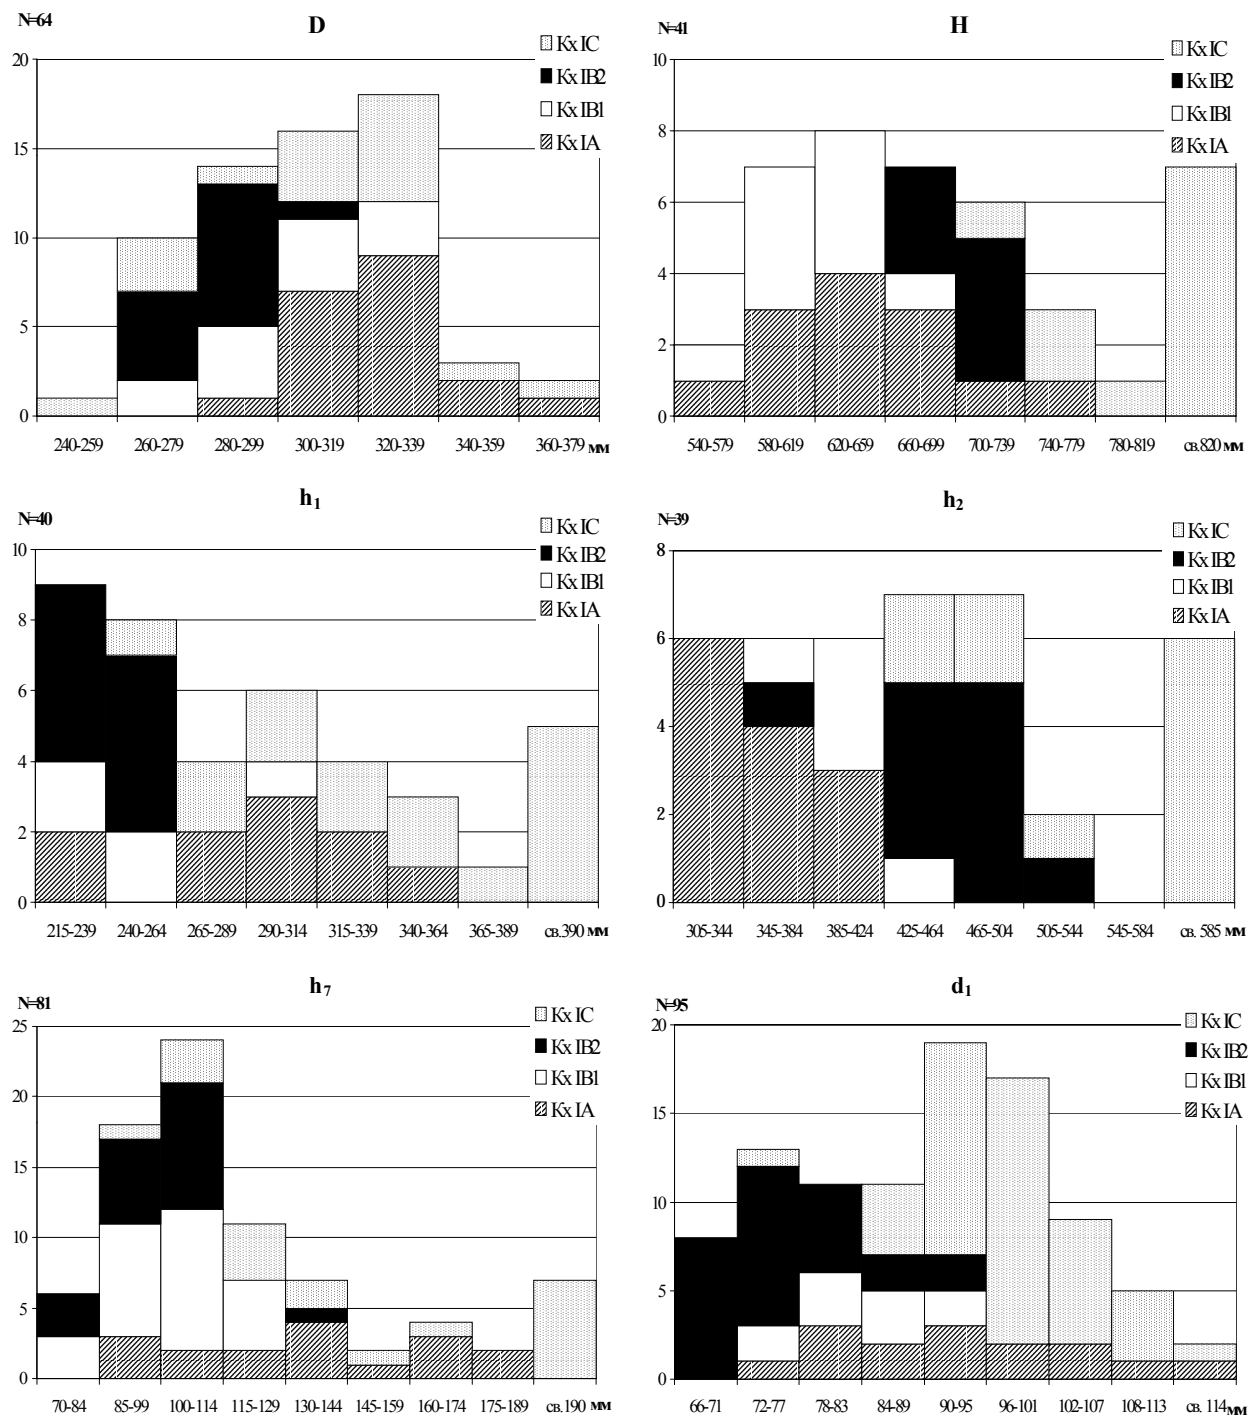 N=64
D
Кх IC
Кх IB2
Кх IB1
Кх IA
20
15
10
5
0
240-259 260-279 280-299 300-319 320-339 340-359 360-379 мм
N=41
H
Кх IC
Кх IB2
Кх IB1
Кх IA
10
8
6
4
2
0
540-579 580-619 620-659 660-699 700-739 740-779 780-819 св.820 мм
N=40
h1
Кх IC
Кх IB2
Кх IB1
Кх IA
10
8
6
4
2
0
215-239 240-264 265-289 290-314 315-339 340-364 365-389 св.390 мм
N=39
h2
Кх IC
Кх IB2
Кх IB1
Кх IA
8
6
4
2
0
305-344 345-384 385-424 425-464 465-504 505-544 545-584 св. 585 мм
N=81
h7
Кх IC
Кх IB2
Кх IB1
Кх IA
25
20
15
10
5
0
70-84 85-99 100-114 115-129 130-144 145-159 160-174 175-189 св.190 мм
N=95
d1
Кх IC
Кх IB2
Кх IB1
Кх IA
20
15
10
5
0
66-71 72-77 78-83 84-89 90-95 96-101 102-107 108-113 св. 114 мм